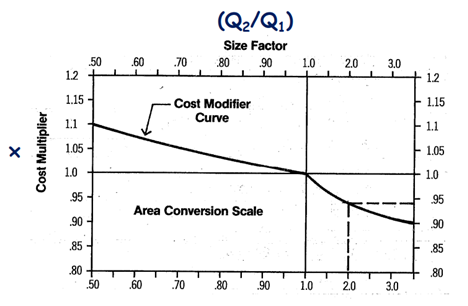 (Q2/Q1)
Size Factor
.50 .60 .70 .80 .90 1.0 2.0 3.0
1.2 1.2
1.15 1.15
Cost Modifier
Curve
1.1 1.1
1.05 1.05
x
Cost Multiplier
1.0 1.0
.95 .95
Area Conversion Scale
.90 .90
.85 .85
.80 .80
.50 .60 .70 .80 .90 1.0 2.0 3.0